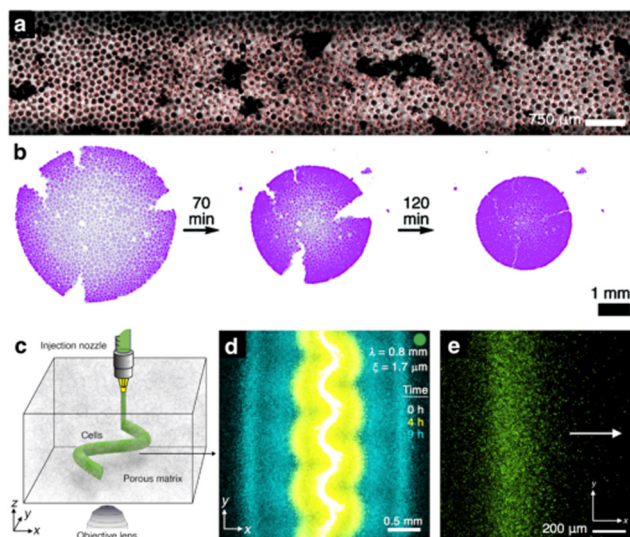 a
750 µm
b
70
min
120
min
1 mm
c
Injection nozzle
Cells
Porous matrix
z
y
x
Objective lens
d
λ = 0.8 mm
ξ = 1.7 µm
Time
0 h
4 h
9 h
y
x
0.5 mm
e
y
x
200 µm